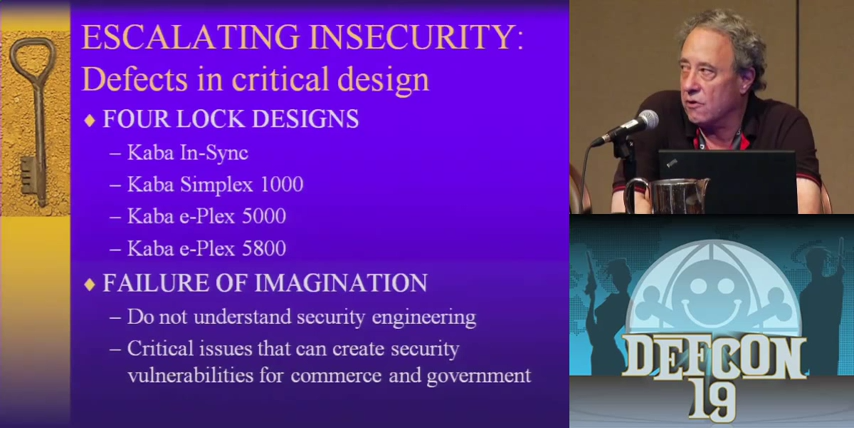 ESCALATING INSECURITY:
Defects in critical design
FOUR LOCK DESIGNS
– Kaba In-Sync
– Kaba Simplex 1000
– Kaba e-Plex 5000
– Kaba e-Plex 5800
FAILURE OF IMAGINATION
– Do not understand security engineering
– Critical issues that can create security
vulnerabilities for commerce and government
DEFCON
19